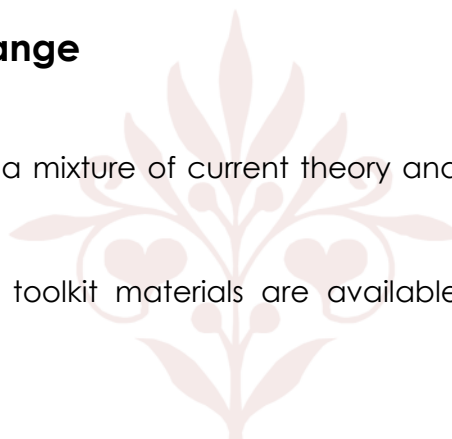 ange
a mixture of current theory and
toolkit materials are available